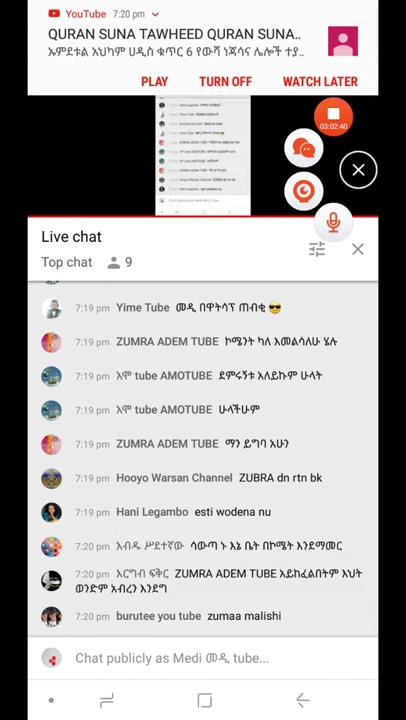 YouTube 7:20 pm
QURAN SUNA TAWHEED QURAN SUNA..
ኡምደቱል አህካም ሀዲስ ቁጥር 6 የውሻ ነጃሳና ሌሎች ተያ..
PLAY TURN OFF WATCH LATER
03:02:40
Live chat
Top chat 9
7:19 pm Yime Tube መዲ በዋትሳፕ ጠብቂ 😎
7:19 pm ZUMRA ADEM TUBE ኮሜንት ካለ እመልሳለሁ ሄሉ
7:19 pm አሞ tube AMOTUBE ደምሩኝቱ አለይኩም ሁላት
7:19 pm አሞ tube AMOTUBE ሁላችሁም
7:19 pm ZUMRA ADEM TUBE ማን ይግባ አሁን
7:19 pm Hooyo Warsan Channel ZUBRA dn rtn bk
7:19 pm Hani Legambo esti wodena nu
7:20 pm አብዱ ሥደተኛው ሳውጣ ኑ እኔ ቤት በኮሜት እንደማመር
7:20 pm እርግብ ፍቅር ZUMRA ADEM TUBE አይከፈልበትም እህት
ወንድም አብረን እንደግ
7:20 pm burutee you tube zumaa malishi
Chat publicly as Medi መዲ tube...